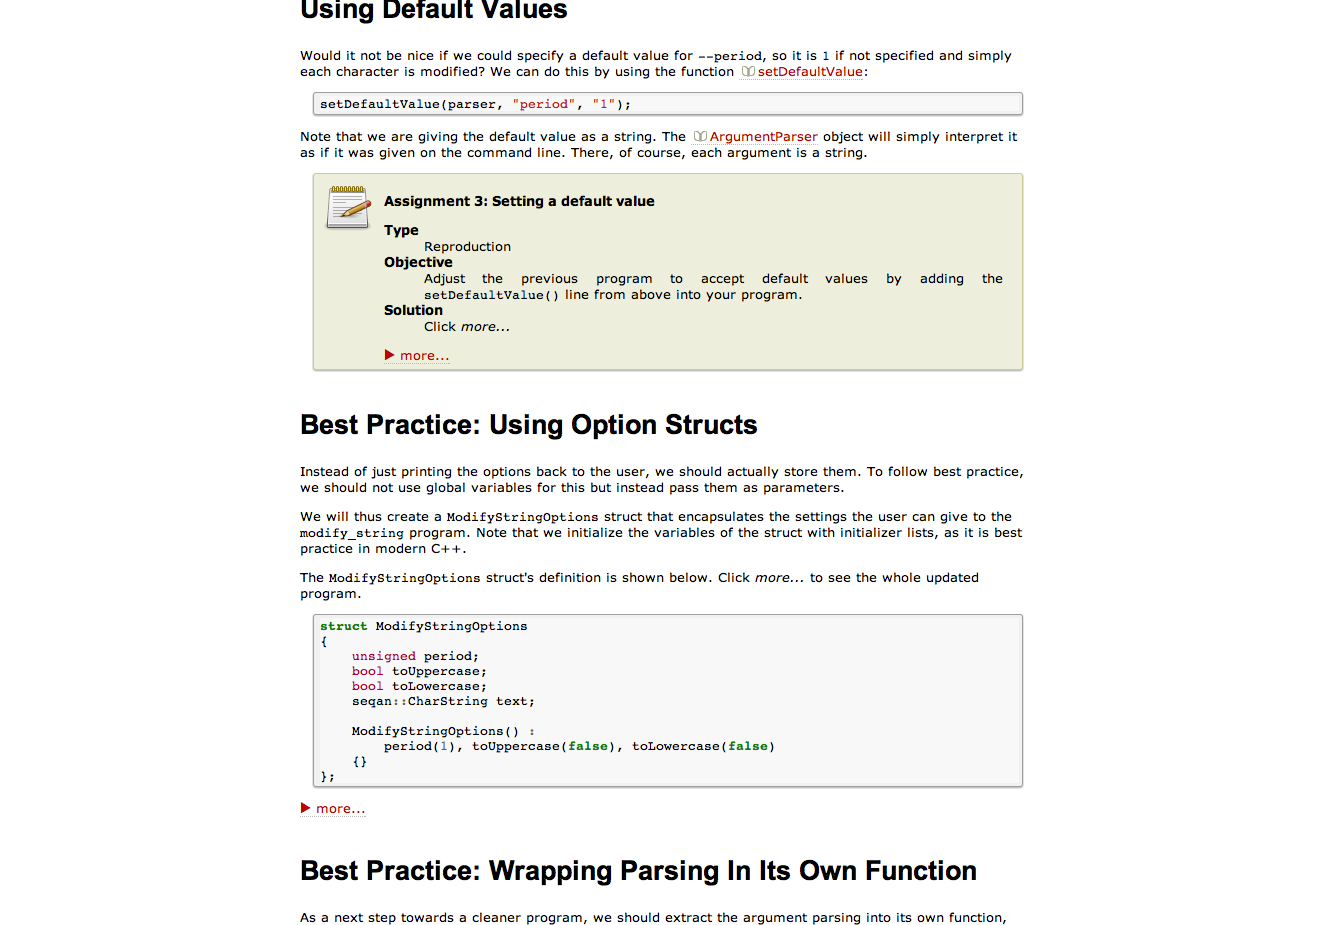 Using Default Values
Would it not be nice if we could specify a default value for --period, so it is 1 if not specified and simply
each character is modified? We can do this by using the function setDefaultValue:
setDefaultValue(parser, "period", "1");
Note that we are giving the default value as a string. The ArgumentParser object will simply interpret it
as if it was given on the command line. There, of course, each argument is a string.
Assignment 3: Setting a default value
Type
Reproduction
Objective
Adjust the previous program to accept default values by adding the
setDefaultValue() line from above into your program.
Solution
Click more...
▶ more...
Best Practice: Using Option Structs
Instead of just printing the options back to the user, we should actually store them. To follow best practice,
we should not use global variables for this but instead pass them as parameters.
We will thus create a ModifyStringOptions struct that encapsulates the settings the user can give to the
modify_string program. Note that we initialize the variables of the struct with initializer lists, as it is best
practice in modern C++.
The ModifyStringOptions struct's definition is shown below. Click more... to see the whole updated
program.
struct ModifyStringOptions
{
    unsigned period;
    bool toUppercase;
    bool toLowercase;
    seqan::CharString text;
    ModifyStringOptions() :
        period(1), toUppercase(false), toLowercase(false)
    {}
};
▶ more...
Best Practice: Wrapping Parsing In Its Own Function
As a next step towards a cleaner program, we should extract the argument parsing into its own function,